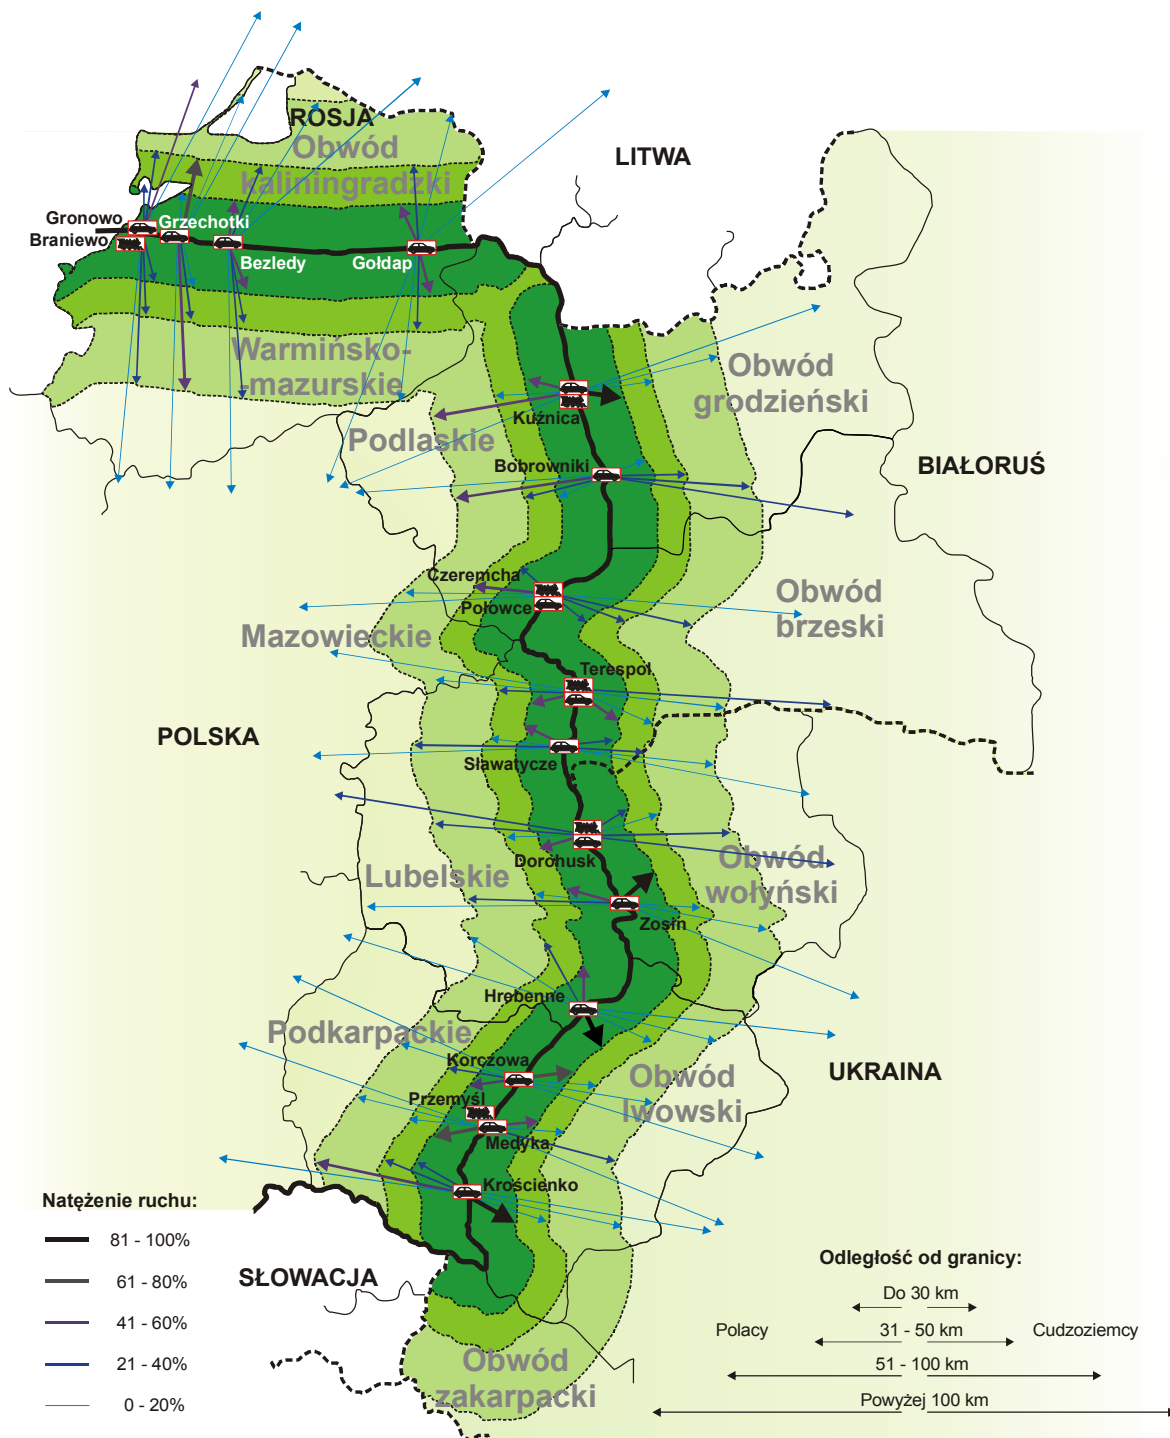 ROSJA
Obwód
kaliningradzki
LITWA
Gronowo
Grzechotki
Braniewo
Bezledy
Gołdap
Warmińsko-
-mazurskie
Obwód
grodzieński
Kuźnica
Podlaskie
Bobrowniki
BIAŁORUŚ
Czeremcha
Połowce
Obwód
brzeski
Mazowieckie
Terespol
POLSKA
Sławatycze
Dorohusk
Lubelskie
Obwód
wołyński
Zosin
Hrebenne
Podkarpackie
Korczowa
UKRAINA
Obwód
lwowski
Przemyśl
Medyka
Krościenko
Natężenie ruchu:
81 - 100%
61 - 80%
41 - 60%
21 - 40%
0 - 20%
SŁOWACJA
Odległość od granicy:
Do 30 km
Polacy
31 - 50 km
Cudzoziemcy
51 - 100 km
Powyżej 100 km
Obwód
zakarpacki